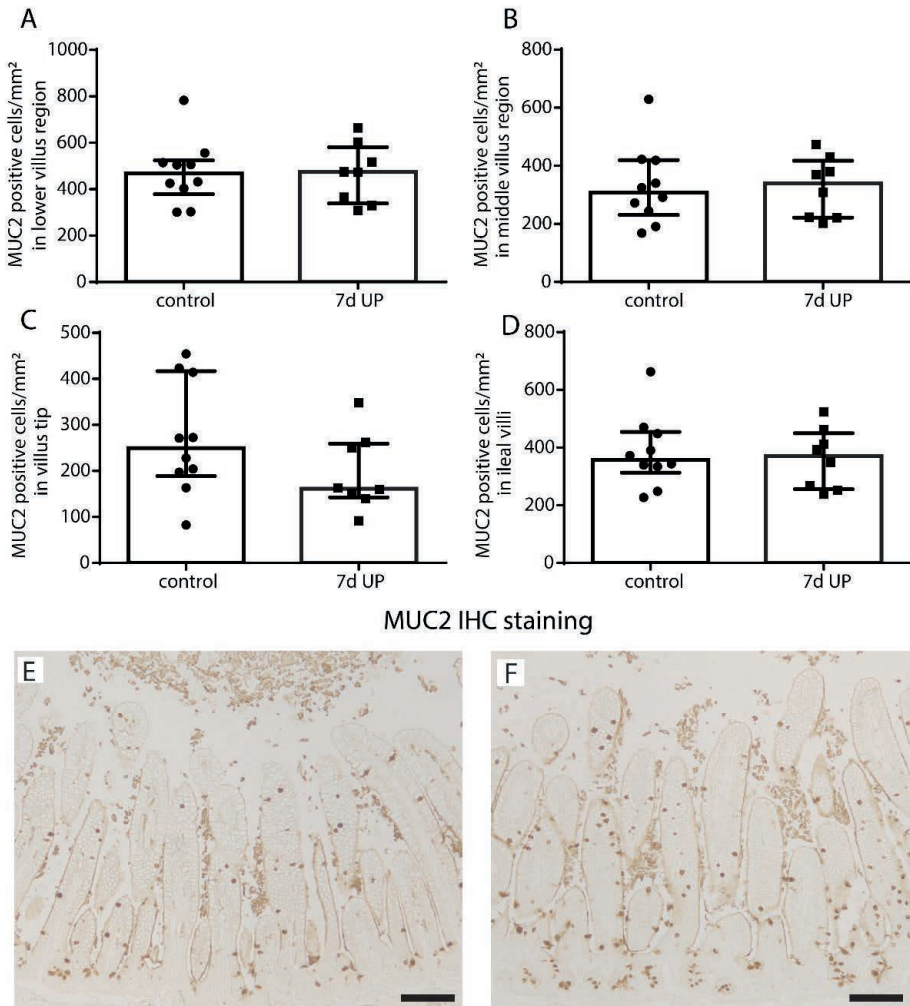 A
MUC2 positive cells/mm²
in lower villus region
1000
800
600
400
200
0
control
7d UP
B
MUC2 positive cells/mm²
in middle villus region
800
600
400
200
0
control
7d UP
C
MUC2 positive cells/mm²
in villus tip
500
400
300
200
100
0
control
7d UP
D
MUC2 positive cells/mm²
in ileal villi
800
600
400
200
0
control
7d UP
MUC2 IHC staining
E
F